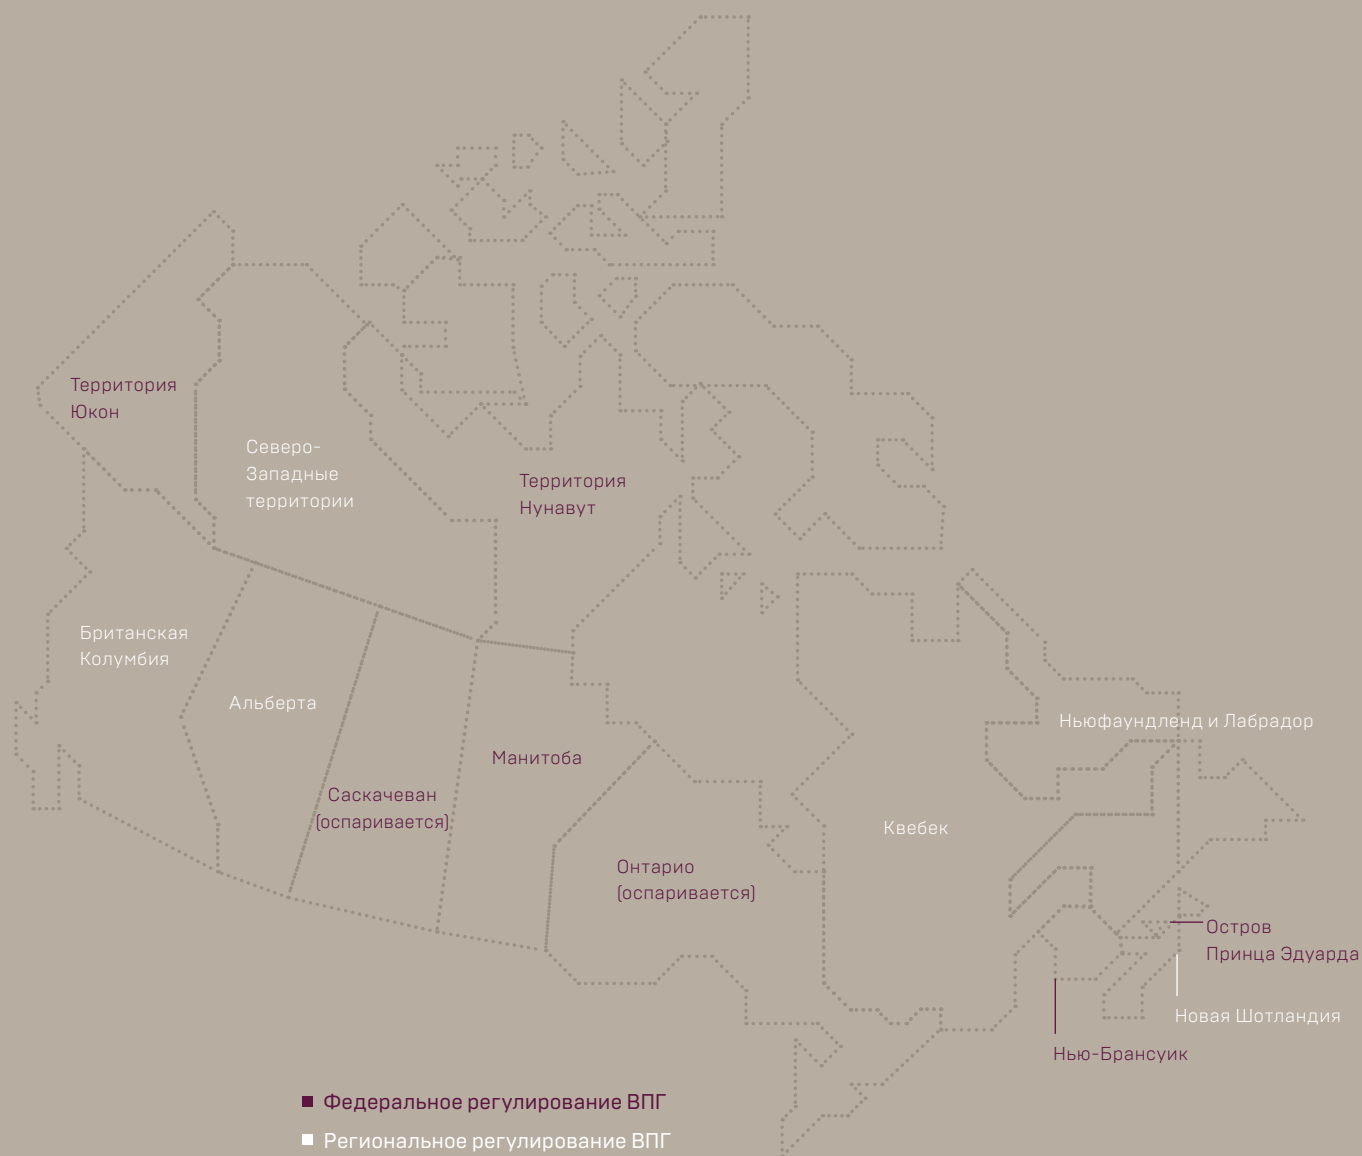 Территория
Юкон
Северо-
Западные
территории
Территория
Нунавут
Британская
Колумбия
Альберта
Ньюфаундленд и Лабрадор
Манитоба
Саскачеван
(оспаривается)
Квебек
Онтарио
(оспаривается)
Остров
Принца Эдуарда
Новая Шотландия
Нью-Брансуик
Федеральное регулирование ВПГ
Региональное регулирование ВПГ